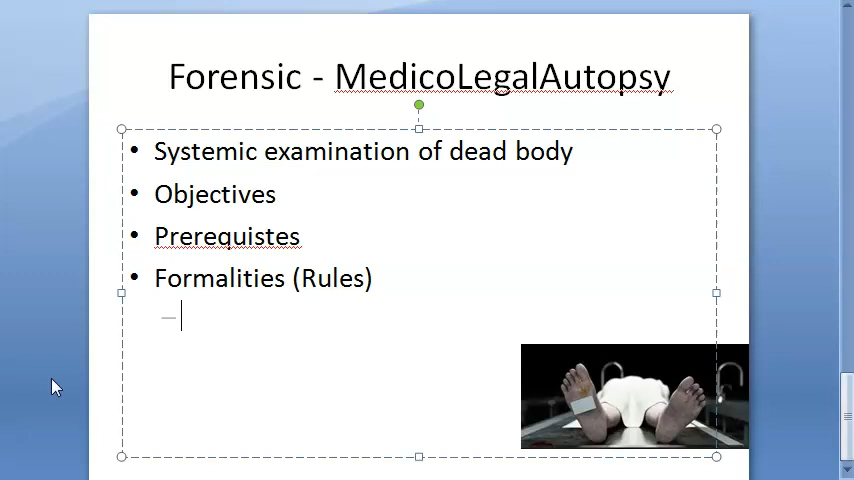 Forensic - MedicoLegalAutopsy
• Systemic examination of dead body
• Objectives
• Prerequistes
• Formalities (Rules)
–